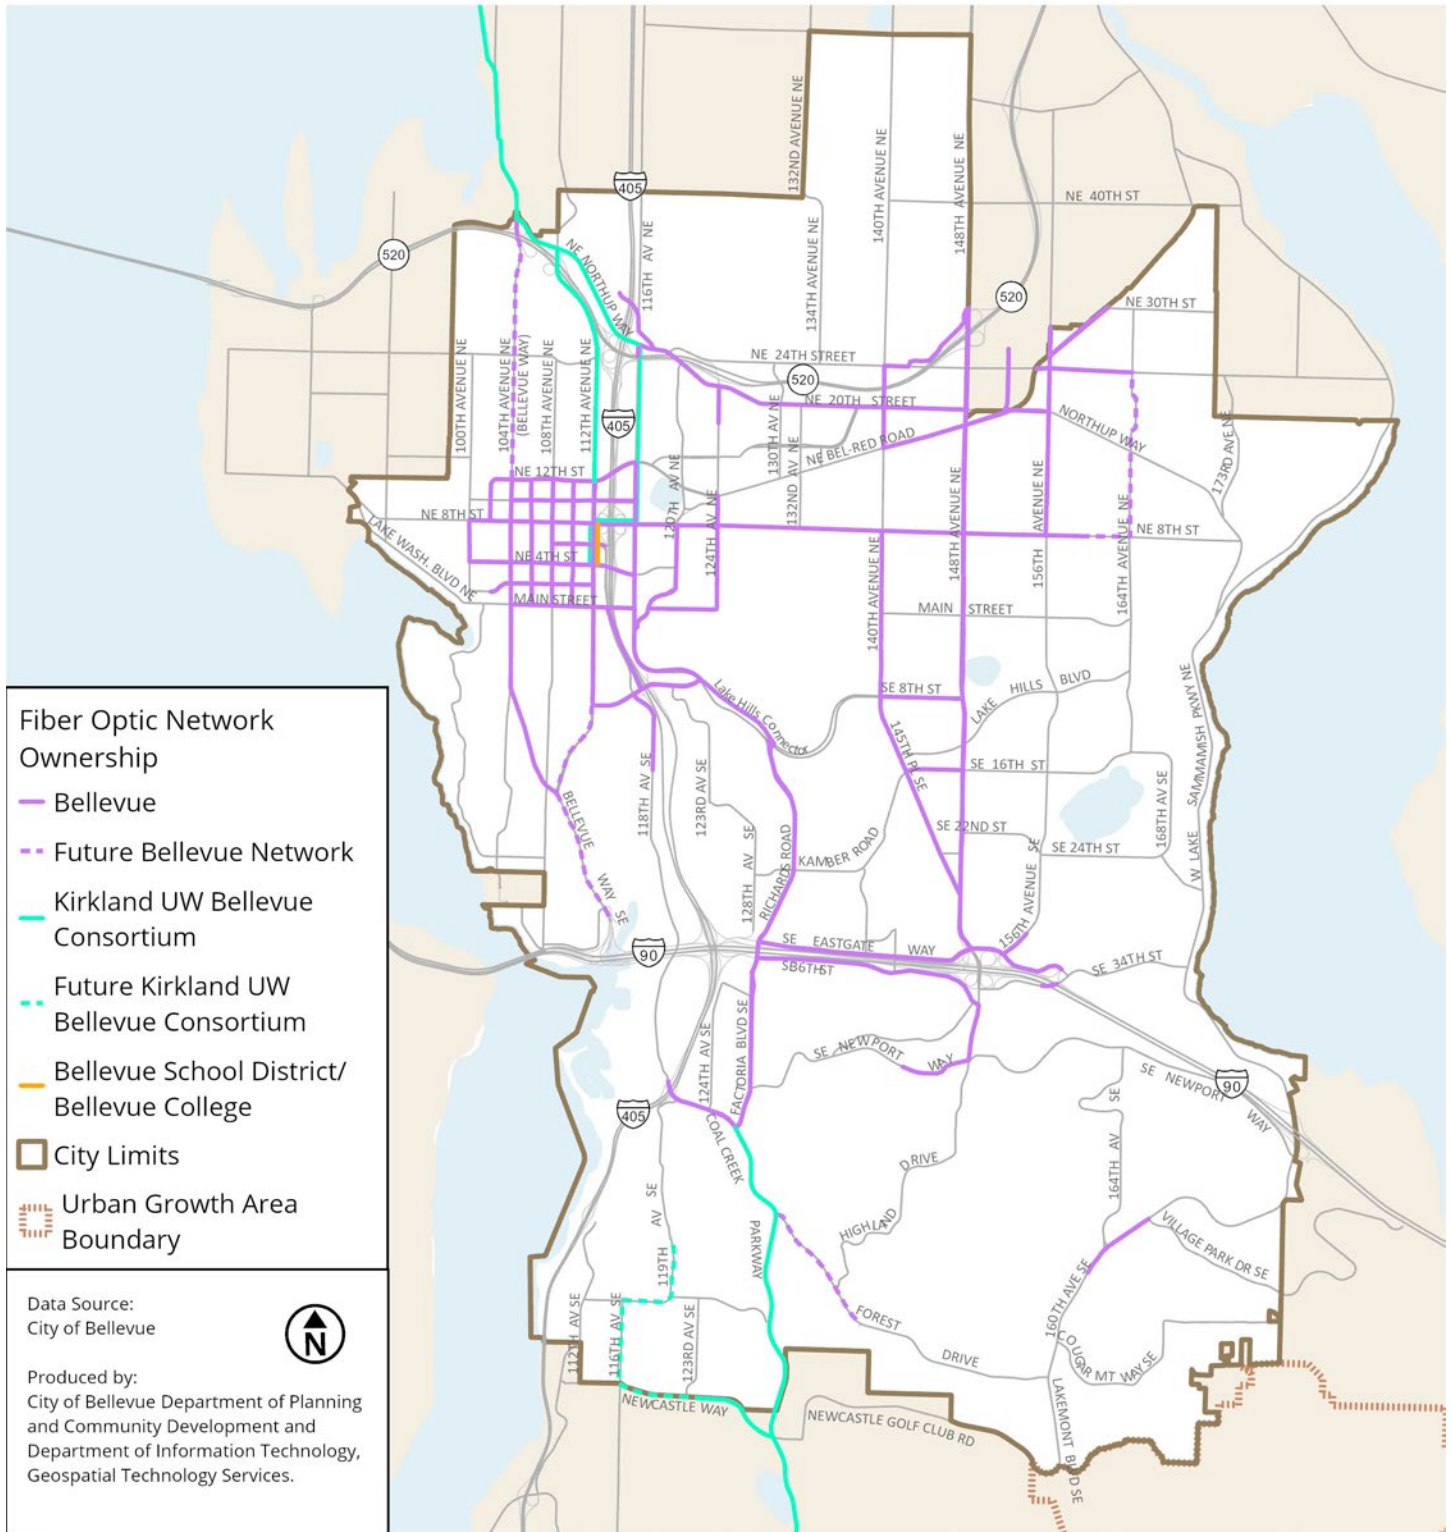 132ND AVENUE NE
140TH AVENUE NE
148TH AVENUE NE
405
NE 40TH ST
520
NE NORTHUP WAY
116TH AV NE
134TH AVENUE NE
520
NE 30TH ST
100TH AVENUE NE
104TH AVENUE NE
(BELLEVUE WAY)
108TH AVENUE NE
112TH AVENUE NE
NE 24TH STREET
520
405
NE 20TH STREET
NORTHUP WAY
130TH AV NE
132ND AV NE
NE BEL-RED ROAD
173RD AVE NE
NE 12TH ST
NE 8TH ST
120TH AV NE
124TH AV NE
148TH AVENUE NE
156TH AVENUE NE
164TH AVENUE NE
NE 8TH ST
LAKE WASH. BLVD NE
NE 4TH ST
MAIN STREET
140TH AVENUE NE
MAIN STREET
Lake Hills Connector
SE 8TH ST
LAKE HILLS BLVD
W LAKE SAMMAMISH PKWY NE
145TH PL SE
SE 16TH ST
168TH AV SE
118TH AV SE
123RD AV SE
BELLEVUE WAY SE
128TH AV SE
RICHARDS ROAD
KAMBER ROAD
SE 22ND ST
SE 24TH ST
156TH AVENUE SE
90
SE EASTGATE WAY
SE 34TH ST
124TH AV SE
FACTORIA BLVD SE
SE NEWPORT WAY
SE NEWPORT WAY
90
405
COAL CREEK PARKWAY
164TH AV SE
HIGHLAND DRIVE
119TH AV SE
VILLAGE PARK DR SE
160TH AVE SE
FOREST DRIVE
COUGAR MT WAY SE
112TH AV SE
116TH AV SE
123RD AV SE
NEWCASTLE WAY
NEWCASTLE GOLF CLUB RD
LAKEMONT BLVD SE
Fiber Optic Network
Ownership
Bellevue
Future Bellevue Network
Kirkland UW Bellevue
Consortium
Future Kirkland UW
Bellevue Consortium
Bellevue School District/
Bellevue College
City Limits
Urban Growth Area
Boundary
Data Source:
City of Bellevue
N
Produced by:
City of Bellevue Department of Planning
and Community Development and
Department of Information Technology,
Geospatial Technology Services.